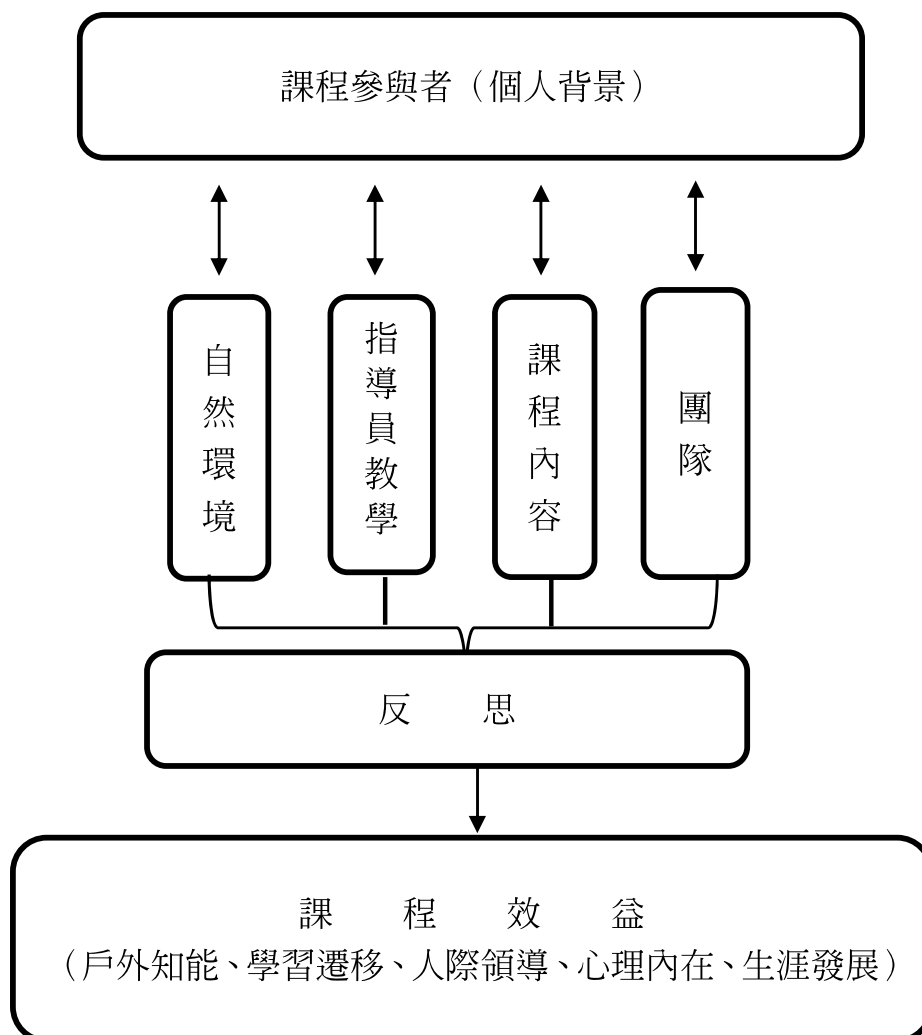 課程參與者（個人背景）
自然環境
指導員教學
課程內容
團隊
反思
課程效益
（戶外知能、學習遷移、人際領導、心理內在、生涯發展）